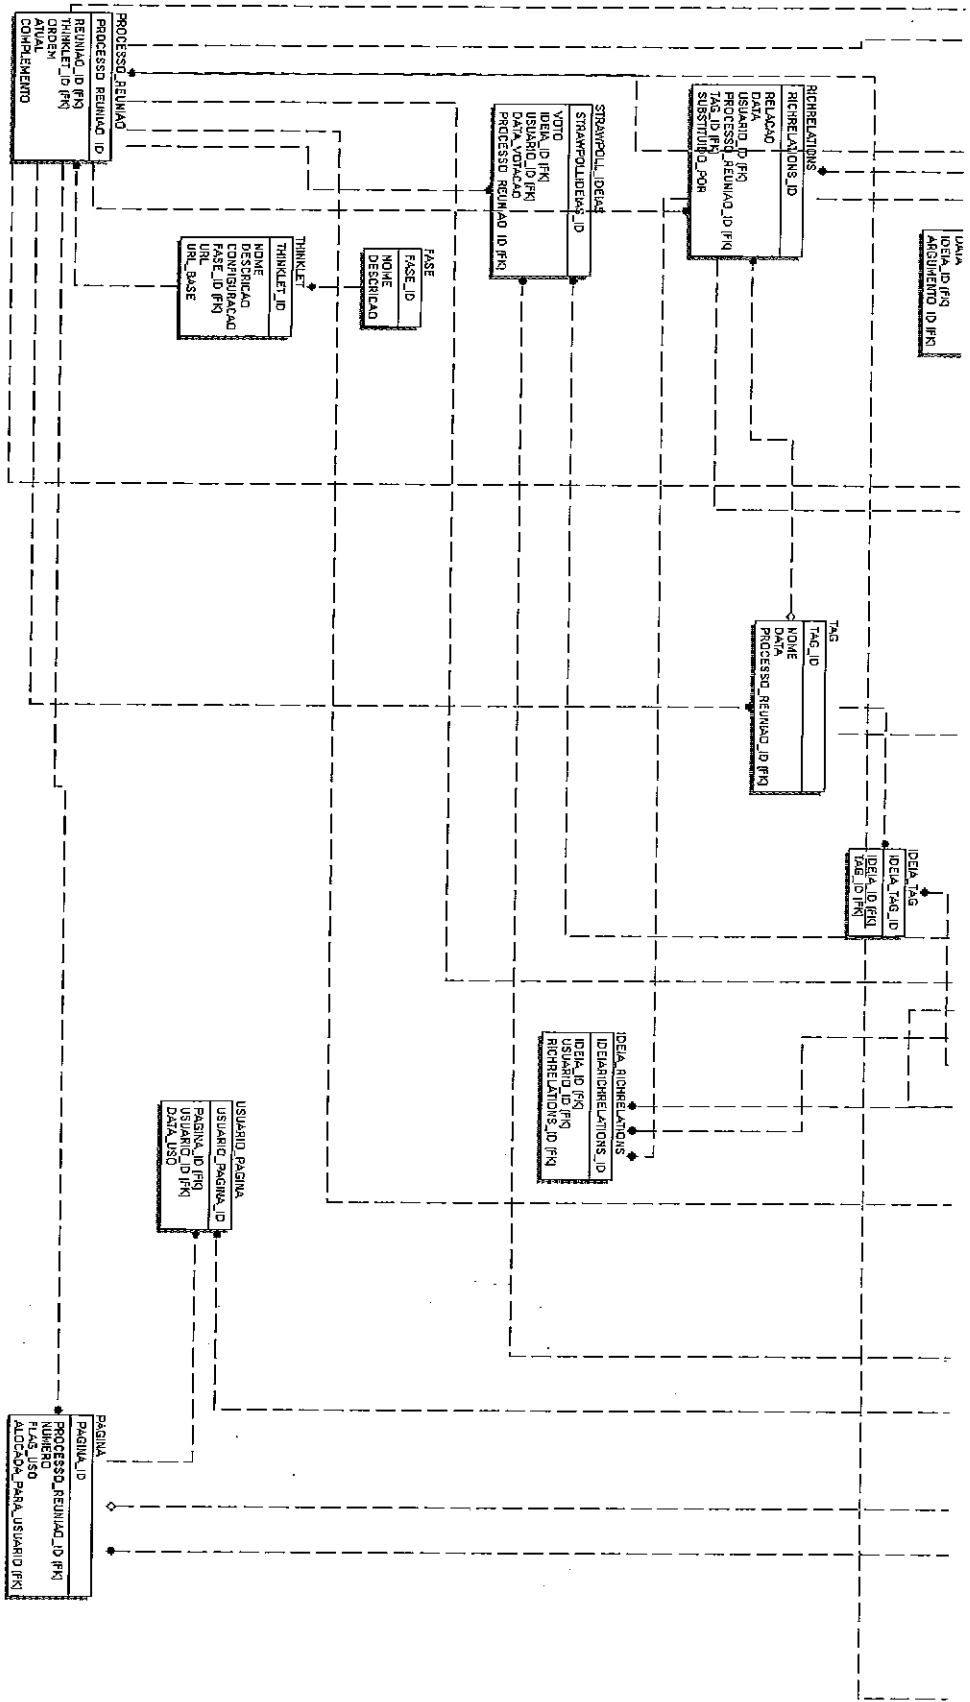 PROCESSO_REUNIAO
PROCESSO_REUNIAO_ID
REUNIAO_ID (FK)
THINKLET_ID (FK)
ORDEM
ATUAL
COMPLEMENTO
RICHRELATIONS
RICHRELATIONS_ID
RELACAO
DATA
USUARIO_ID (FK)
PROCESSO_REUNIAO_ID (FK)
TAG_ID (FK)
SUBSTITUIDO_POR
STRAWPOLL_IDEIAS
STRAWPOLLIDEIAS_ID
VOTO
IDEIA_ID (FK)
USUARIO_ID (FK)
DATA_VOTACAO
PROCESSO_REUNIAO_ID (FK)
DATA
IDEIA_ID (FK)
ARGUMENTO_ID (FK)
FASE
FASE_ID
NOME
DESCRICAO
THINKLET
THINKLET_ID
NOME
DESCRICAO
CONFIGURACAO
FASE_ID (FK)
URL
URL_BASE
TAG
TAG_ID
NOME
DATA
PROCESSO_REUNIAO_ID (FK)
IDEIA_TAG
IDEIA_TAG_ID
IDEIA_ID (FK)
TAG_ID (FK)
IDEIA_RICHRELATIONS
IDEIARICHRELATIONS_ID
IDEIA_ID (FK)
USUARIO_ID (FK)
RICHRELATIONS_ID (FK)
USUARIO_PAGINA
USUARIO_PAGINA_ID
PAGINA_ID (FK)
USUARIO_ID (FK)
DATA_USO
PAGINA
PAGINA_ID
PROCESSO_REUNIAO_ID (FK)
NUMERO
FLAG_USO
ALOCADA_PARA_USUARIO (FK)